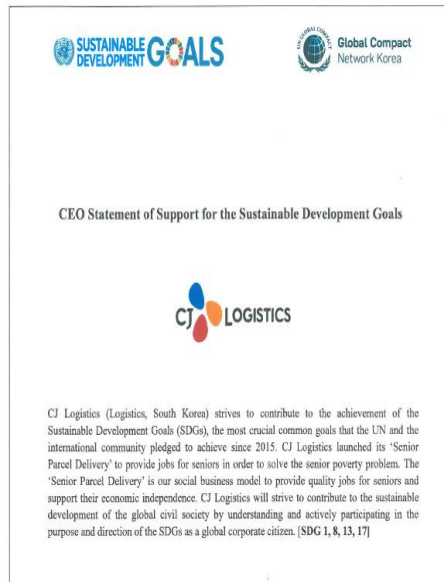 SUSTAINABLE
DEVELOPMENT GOALS
Global Compact
Network Korea
CEO Statement of Support for the Sustainable Development Goals
CJ LOGISTICS
CJ Logistics (Logistics, South Korea) strives to contribute to the achievement of the
Sustainable Development Goals (SDGs), the most crucial common goals that the UN and the
international community pledged to achieve since 2015. CJ Logistics launched its ‘Senior
Parcel Delivery’ to provide jobs for seniors in order to solve the senior poverty problem. The
‘Senior Parcel Delivery’ is our social business model to provide quality jobs for seniors and
support their economic independence. CJ Logistics will strive to contribute to the sustainable
development of the global civil society by understanding and actively participating in the
purpose and direction of the SDGs as a global corporate citizen. [SDG 1, 8, 13, 17]